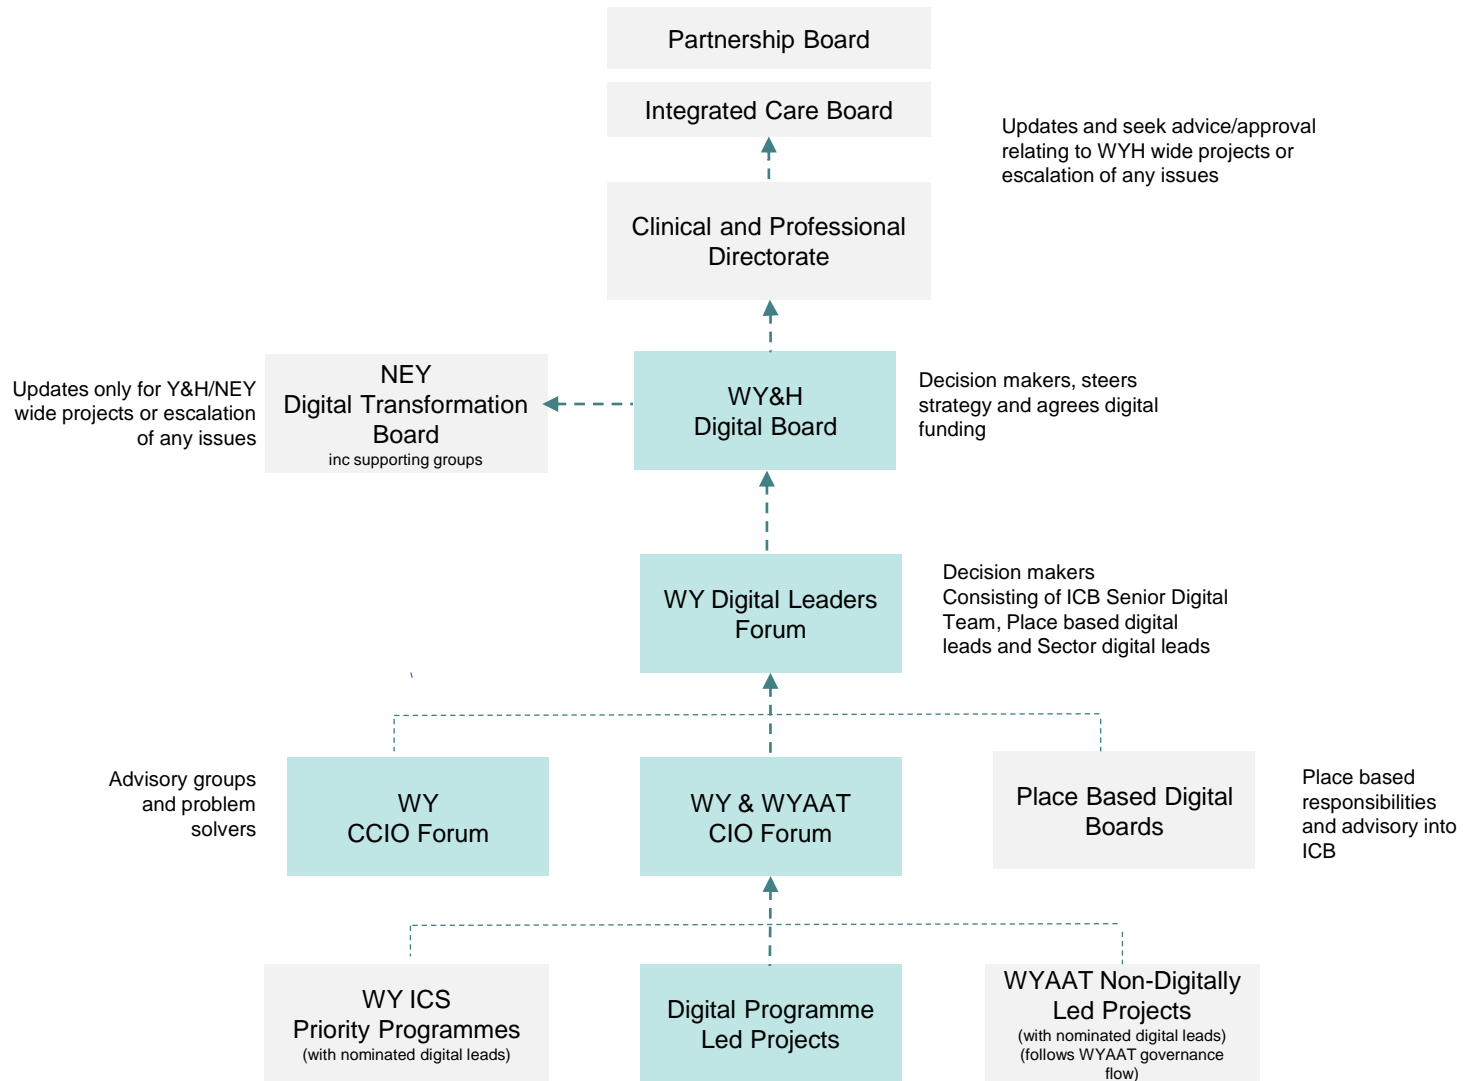 Partnership Board
Integrated Care Board
Updates and seek advice/approval
relating to WYH wide projects or
escalation of any issues
Clinical and Professional
Directorate
Updates only for Y&H/NEY
wide projects or escalation
of any issues
NEY
Digital Transformation
Board
inc supporting groups
WY&H
Digital Board
Decision makers, steers
strategy and agrees digital
funding
WY Digital Leaders
Forum
Decision makers
Consisting of ICB Senior Digital
Team, Place based digital
leads and Sector digital leads
Advisory groups
and problem
solvers
WY
CCIO Forum
WY & WYAAT
CIO Forum
Place Based Digital
Boards
Place based
responsibilities
and advisory into
ICB
WY ICS
Priority Programmes
(with nominated digital leads)
Digital Programme
Led Projects
WYAAT Non-Digitally
Led Projects
(with nominated digital leads)
(follows WYAAT governance
flow)